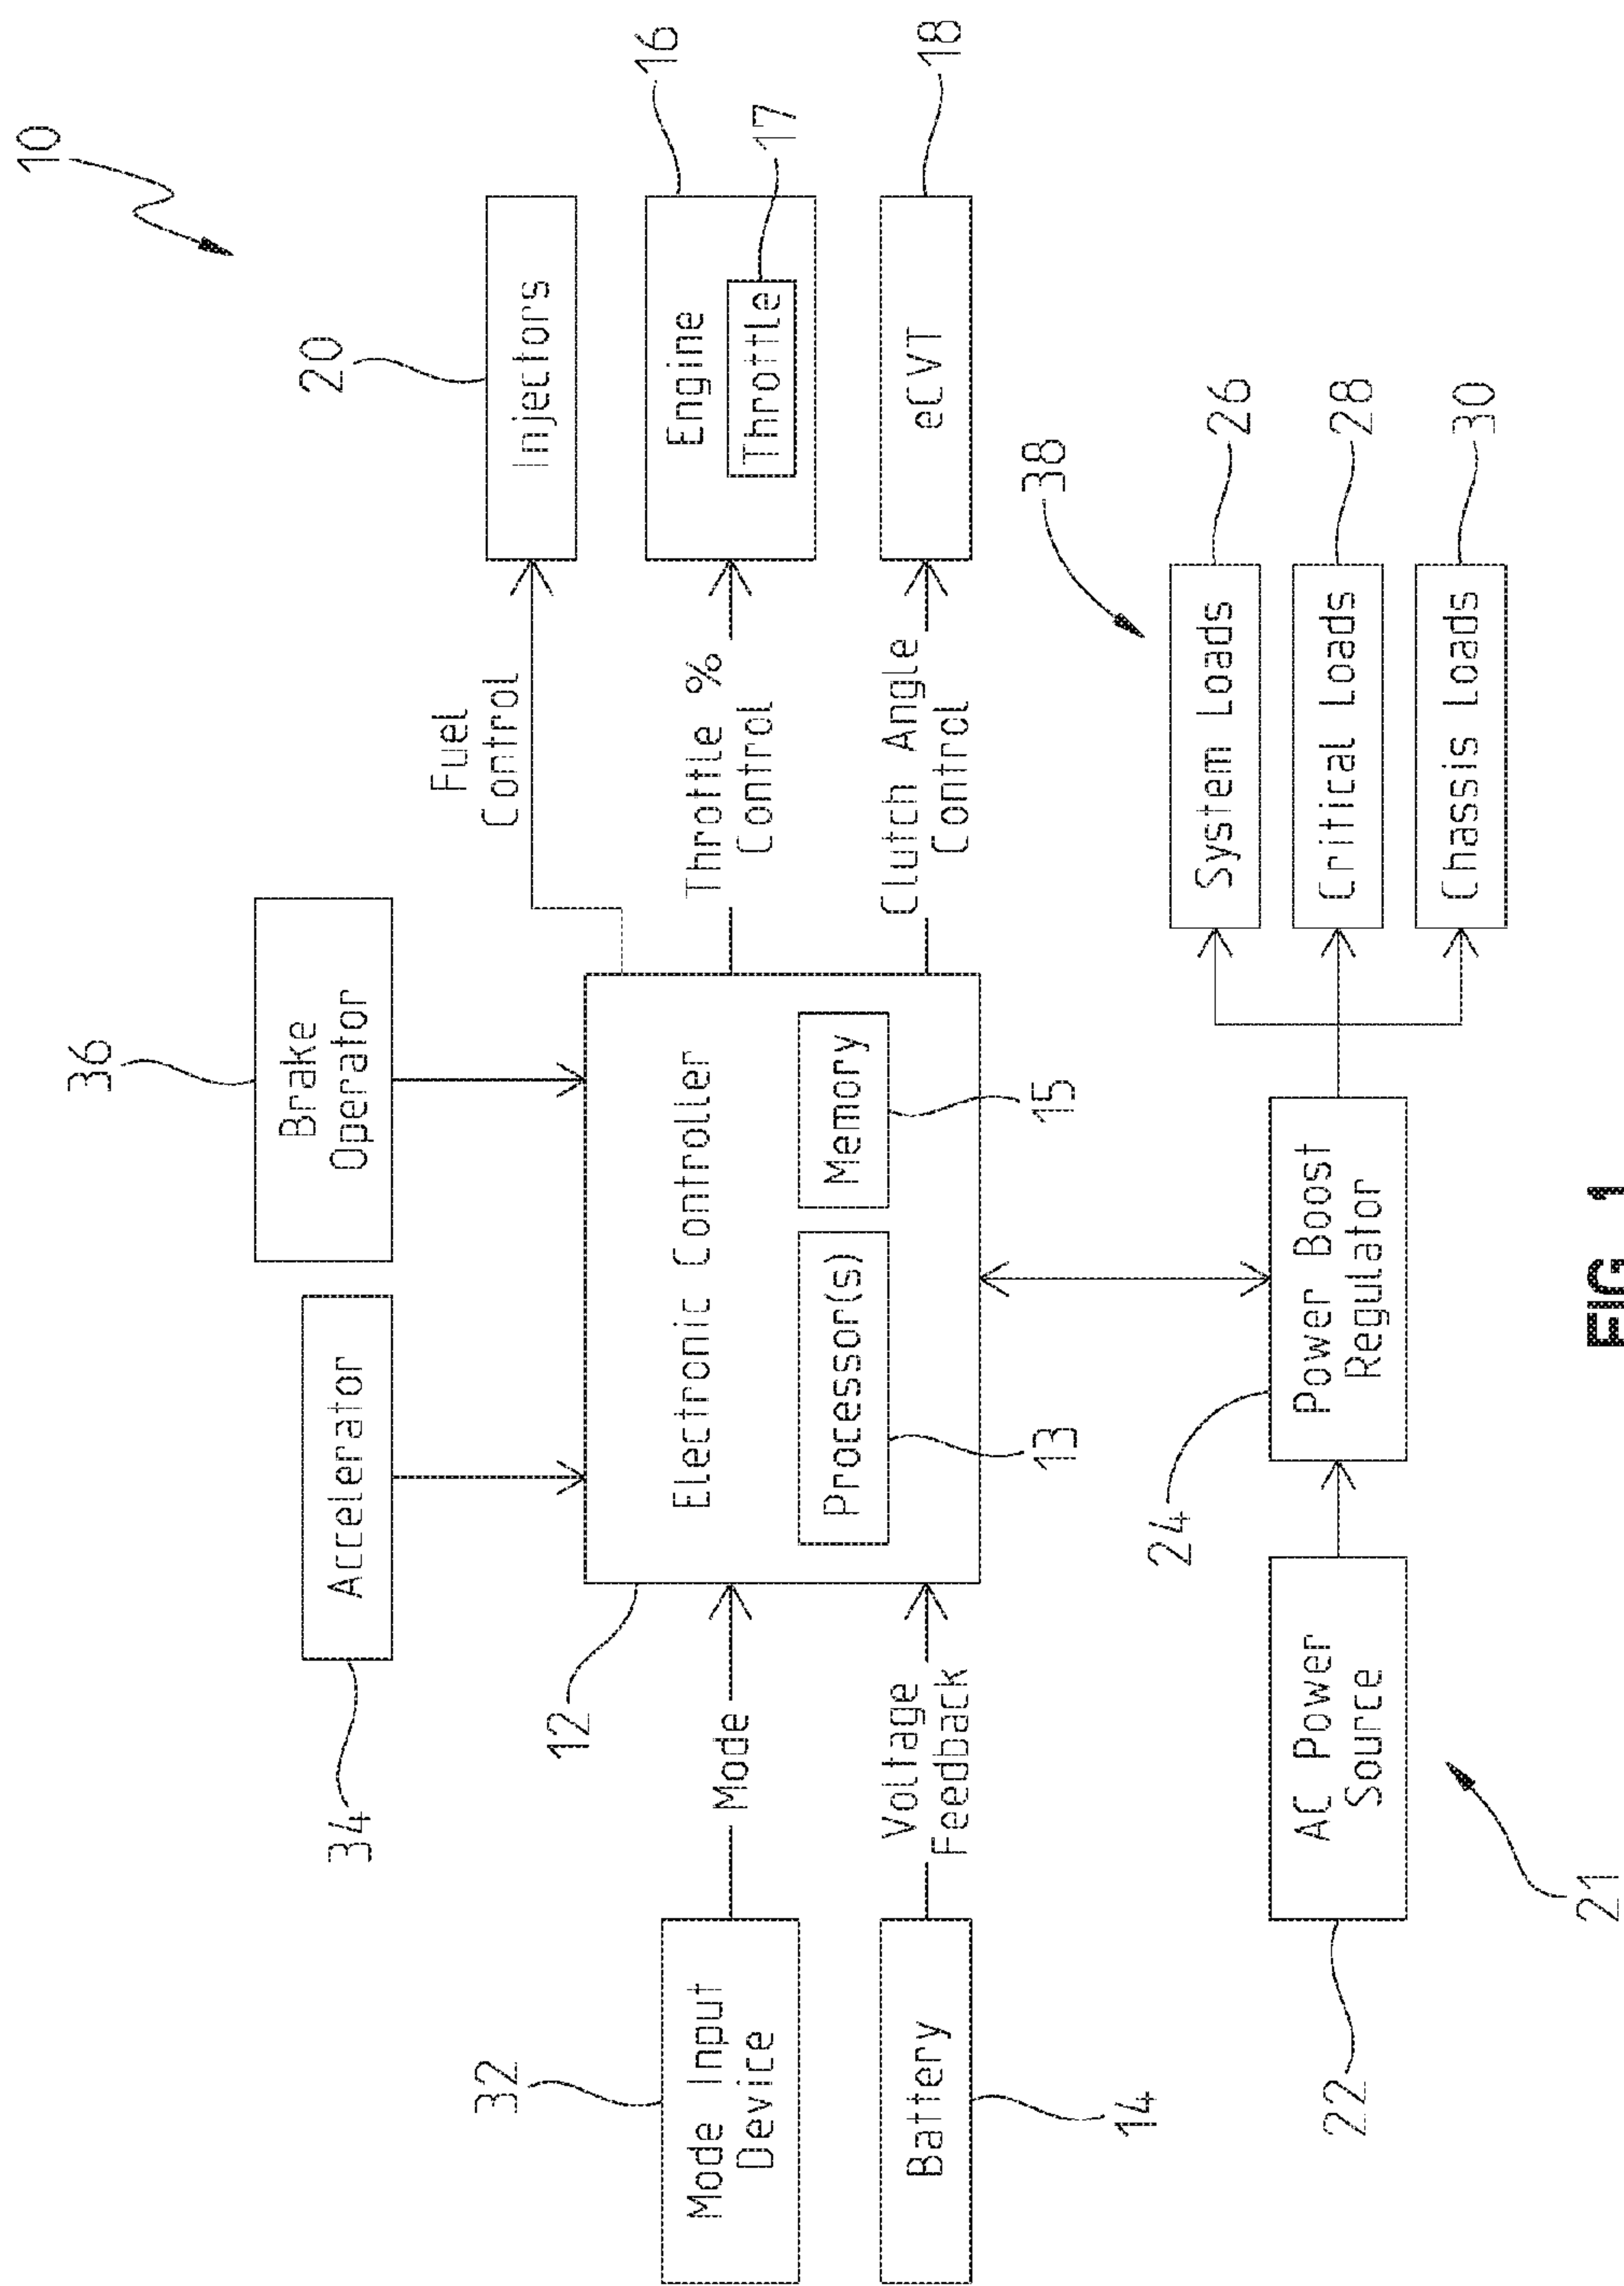 10
36
Brake
Operator
34
Accelerator
20
Injectors
Fuel
Control
16
Engine
17
Throttle
Throttle %
Control
18
eCVT
Clutch Angle
Control
12
Electronic Controller
Processor(s)
13
Memory
15
32
Mode Input
Device
Mode
Battery
14
Voltage
Feedback
38
System Loads
26
Critical Loads
28
Chassis Loads
30
24
Power Boost
Regulator
AC Power
Source
22
21
FIG. 1